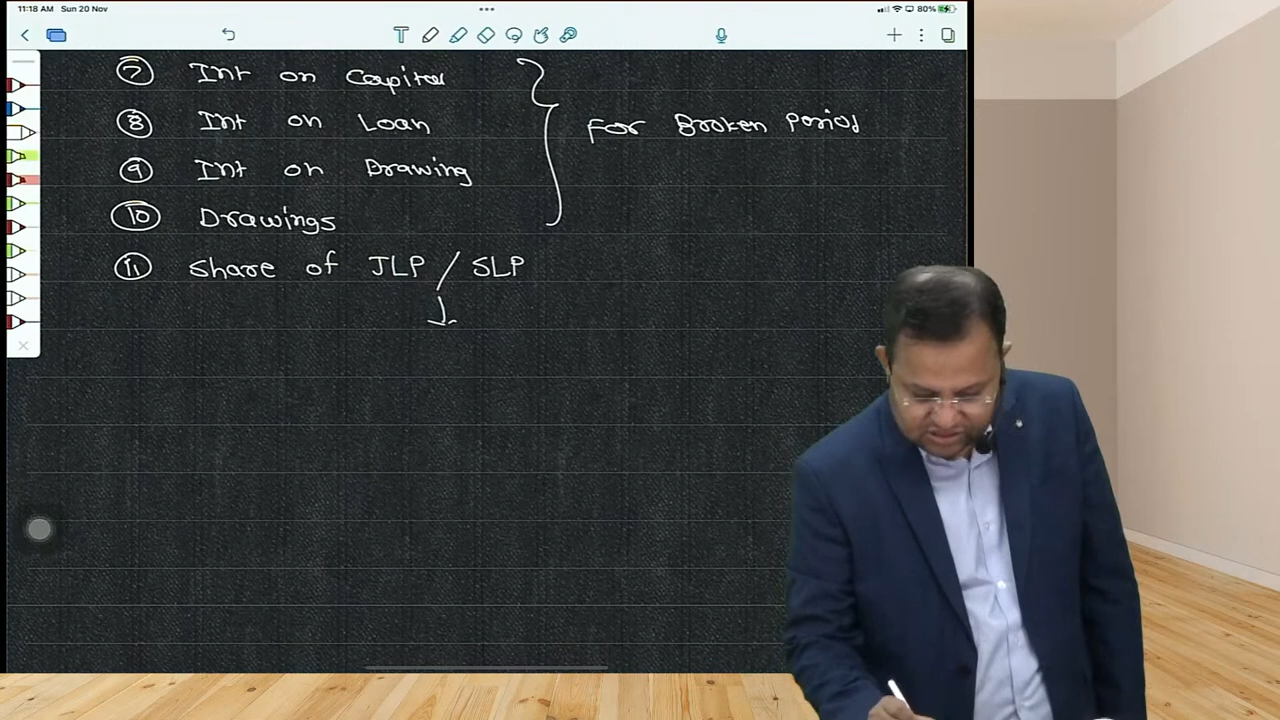 11:18 AM Sun 20 Nov
80%
⑦ Int on Capital
⑧ Int on Loan
For Broken Period
⑨ Int on Drawing
⑩ Drawings
⑪ Share of JLP / SLP